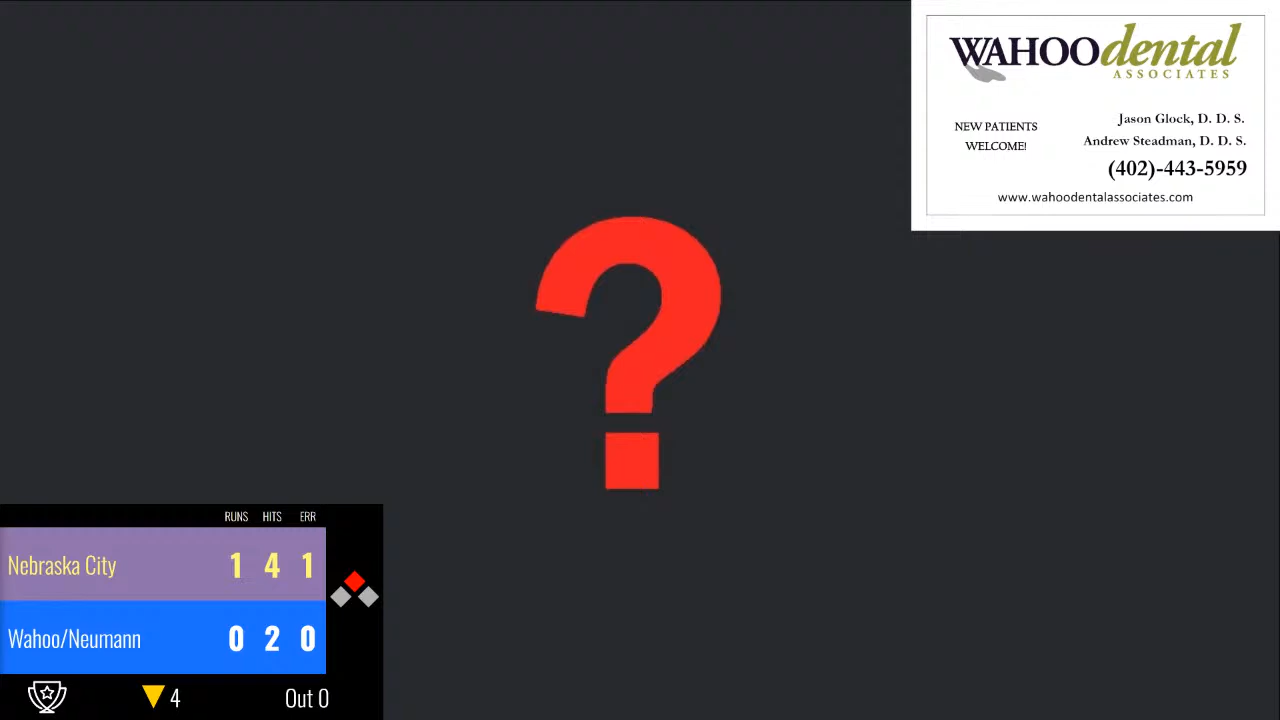 WAHOOdental
ASSOCIATES
Jason Glock, D. D. S.
NEW PATIENTS
WELCOME!
Andrew Steadman, D. D. S.
(402)-443-5959
www.wahoodentalassociates.com
?
RUNS HITS ERR
Nebraska City 1 4 1
Wahoo/Neumann 0 2 0
4 Out 0